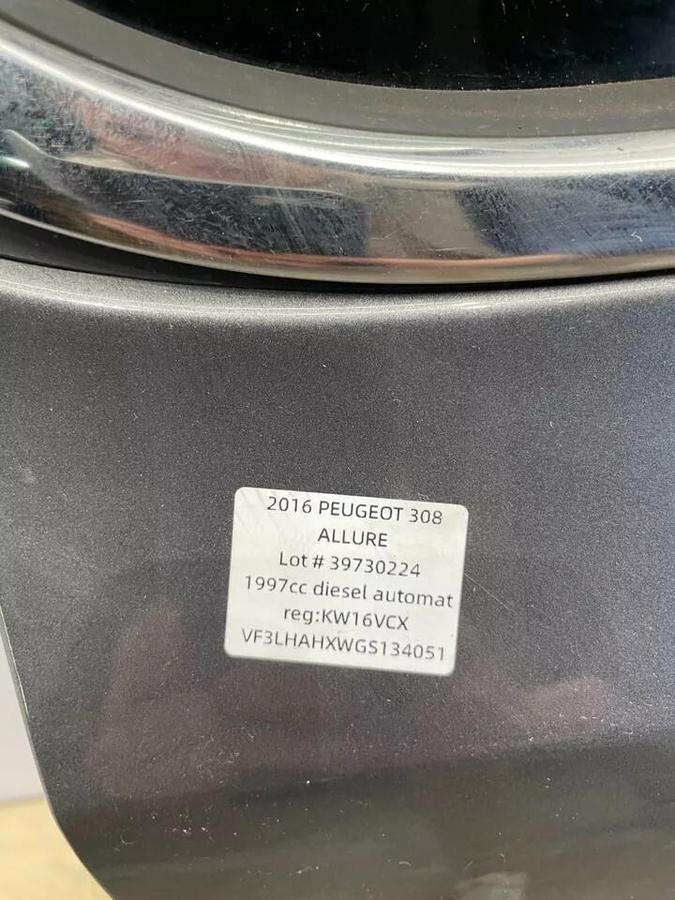 2016 PEUGEOT 308
ALLURE
Lot # 39730224
1997cc diesel automat
reg:KW16VCX
VF3LHAHXWGS134051